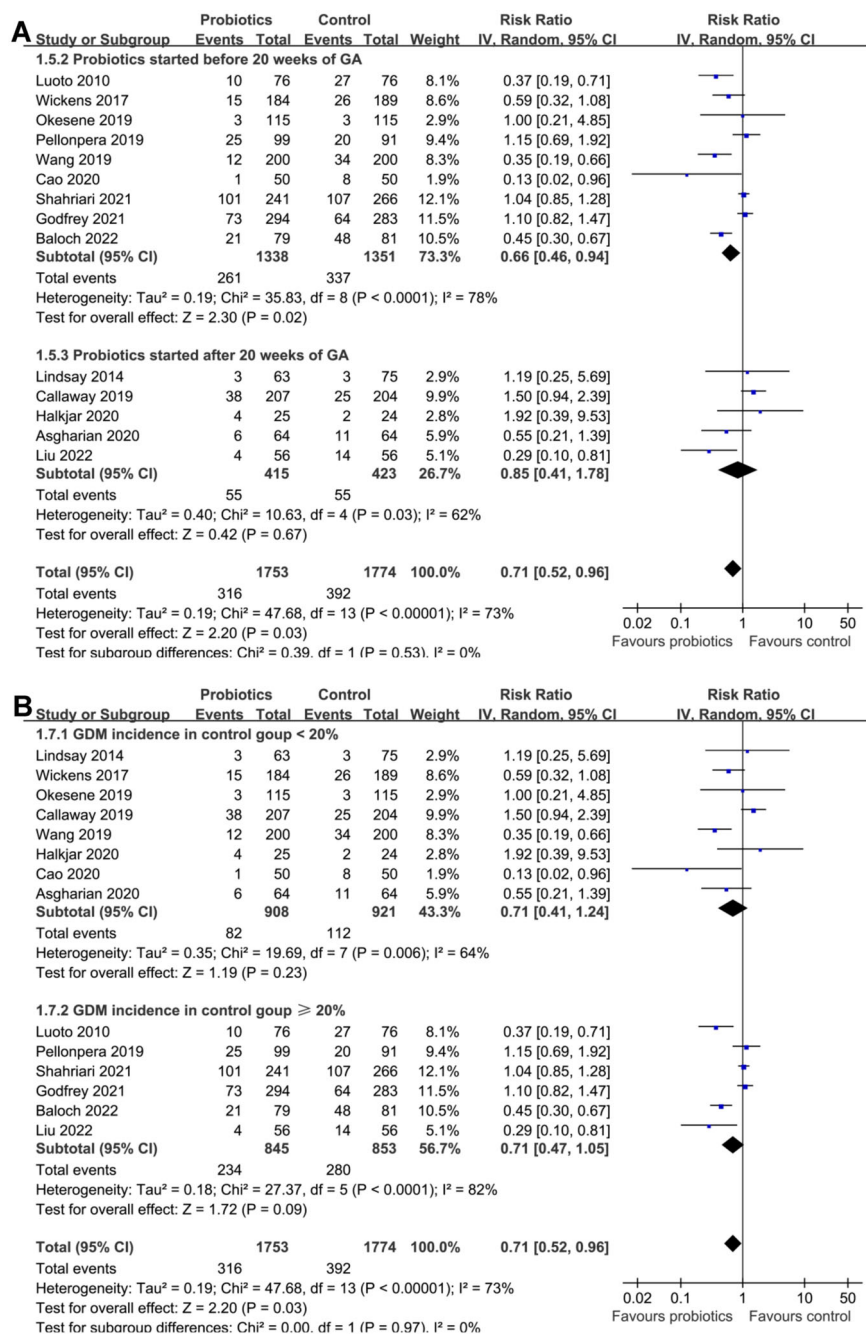 A
Probiotics Control Risk Ratio Risk Ratio
Study or Subgroup Events Total Events Total Weight IV, Random, 95% CI IV, Random, 95% CI
1.5.2 Probiotics started before 20 weeks of GA
Luoto 2010 10 76 27 76 8.1% 0.37 [0.19, 0.71]
Wickens 2017 15 184 26 189 8.6% 0.59 [0.32, 1.08]
Okesene 2019 3 115 3 115 2.9% 1.00 [0.21, 4.85]
Pellonpera 2019 25 99 20 91 9.4% 1.15 [0.69, 1.92]
Wang 2019 12 200 34 200 8.3% 0.35 [0.19, 0.66]
Cao 2020 1 50 8 50 1.9% 0.13 [0.02, 0.96]
Shahriari 2021 101 241 107 266 12.1% 1.04 [0.85, 1.28]
Godfrey 2021 73 294 64 283 11.5% 1.10 [0.82, 1.47]
Baloch 2022 21 79 48 81 10.5% 0.45 [0.30, 0.67]
Subtotal (95% CI) 1338 1351 73.3% 0.66 [0.46, 0.94]
Total events 261 337
Heterogeneity: Tau² = 0.19; Chi² = 35.83, df = 8 (P < 0.0001); I² = 78%
Test for overall effect: Z = 2.30 (P = 0.02)
1.5.3 Probiotics started after 20 weeks of GA
Lindsay 2014 3 63 3 75 2.9% 1.19 [0.25, 5.69]
Callaway 2019 38 207 25 204 9.9% 1.50 [0.94, 2.39]
Halkjar 2020 4 25 2 24 2.8% 1.92 [0.39, 9.53]
Asgharian 2020 6 64 11 64 5.9% 0.55 [0.21, 1.39]
Liu 2022 4 56 14 56 5.1% 0.29 [0.10, 0.81]
Subtotal (95% CI) 415 423 26.7% 0.85 [0.41, 1.78]
Total events 55 55
Heterogeneity: Tau² = 0.40; Chi² = 10.63, df = 4 (P = 0.03); I² = 62%
Test for overall effect: Z = 0.42 (P = 0.67)
Total (95% CI) 1753 1774 100.0% 0.71 [0.52, 0.96]
Total events 316 392
Heterogeneity: Tau² = 0.19; Chi² = 47.68, df = 13 (P < 0.00001); I² = 73%
Test for overall effect: Z = 2.20 (P = 0.03)
Test for subgroup differences: Chi² = 0.39, df = 1 (P = 0.53), I² = 0%
0.02 0.1 1 10 50
Favours probiotics Favours control
B
Probiotics Control Risk Ratio Risk Ratio
Study or Subgroup Events Total Events Total Weight IV, Random, 95% CI IV, Random, 95% CI
1.7.1 GDM incidence in control goup < 20%
Lindsay 2014 3 63 3 75 2.9% 1.19 [0.25, 5.69]
Wickens 2017 15 184 26 189 8.6% 0.59 [0.32, 1.08]
Okesene 2019 3 115 3 115 2.9% 1.00 [0.21, 4.85]
Callaway 2019 38 207 25 204 9.9% 1.50 [0.94, 2.39]
Wang 2019 12 200 34 200 8.3% 0.35 [0.19, 0.66]
Halkjar 2020 4 25 2 24 2.8% 1.92 [0.39, 9.53]
Cao 2020 1 50 8 50 1.9% 0.13 [0.02, 0.96]
Asgharian 2020 6 64 11 64 5.9% 0.55 [0.21, 1.39]
Subtotal (95% CI) 908 921 43.3% 0.71 [0.41, 1.24]
Total events 82 112
Heterogeneity: Tau² = 0.35; Chi² = 19.69, df = 7 (P = 0.006); I² = 64%
Test for overall effect: Z = 1.19 (P = 0.23)
1.7.2 GDM incidence in control goup ⩾ 20%
Luoto 2010 10 76 27 76 8.1% 0.37 [0.19, 0.71]
Pellonpera 2019 25 99 20 91 9.4% 1.15 [0.69, 1.92]
Shahriari 2021 101 241 107 266 12.1% 1.04 [0.85, 1.28]
Godfrey 2021 73 294 64 283 11.5% 1.10 [0.82, 1.47]
Baloch 2022 21 79 48 81 10.5% 0.45 [0.30, 0.67]
Liu 2022 4 56 14 56 5.1% 0.29 [0.10, 0.81]
Subtotal (95% CI) 845 853 56.7% 0.71 [0.47, 1.05]
Total events 234 280
Heterogeneity: Tau² = 0.18; Chi² = 27.37, df = 5 (P < 0.0001); I² = 82%
Test for overall effect: Z = 1.72 (P = 0.09)
Total (95% CI) 1753 1774 100.0% 0.71 [0.52, 0.96]
Total events 316 392
Heterogeneity: Tau² = 0.19; Chi² = 47.68, df = 13 (P < 0.00001); I² = 73%
Test for overall effect: Z = 2.20 (P = 0.03)
Test for subgroup differences: Chi² = 0.00, df = 1 (P = 0.97), I² = 0%
0.02 0.1 1 10 50
Favours probiotics Favours control